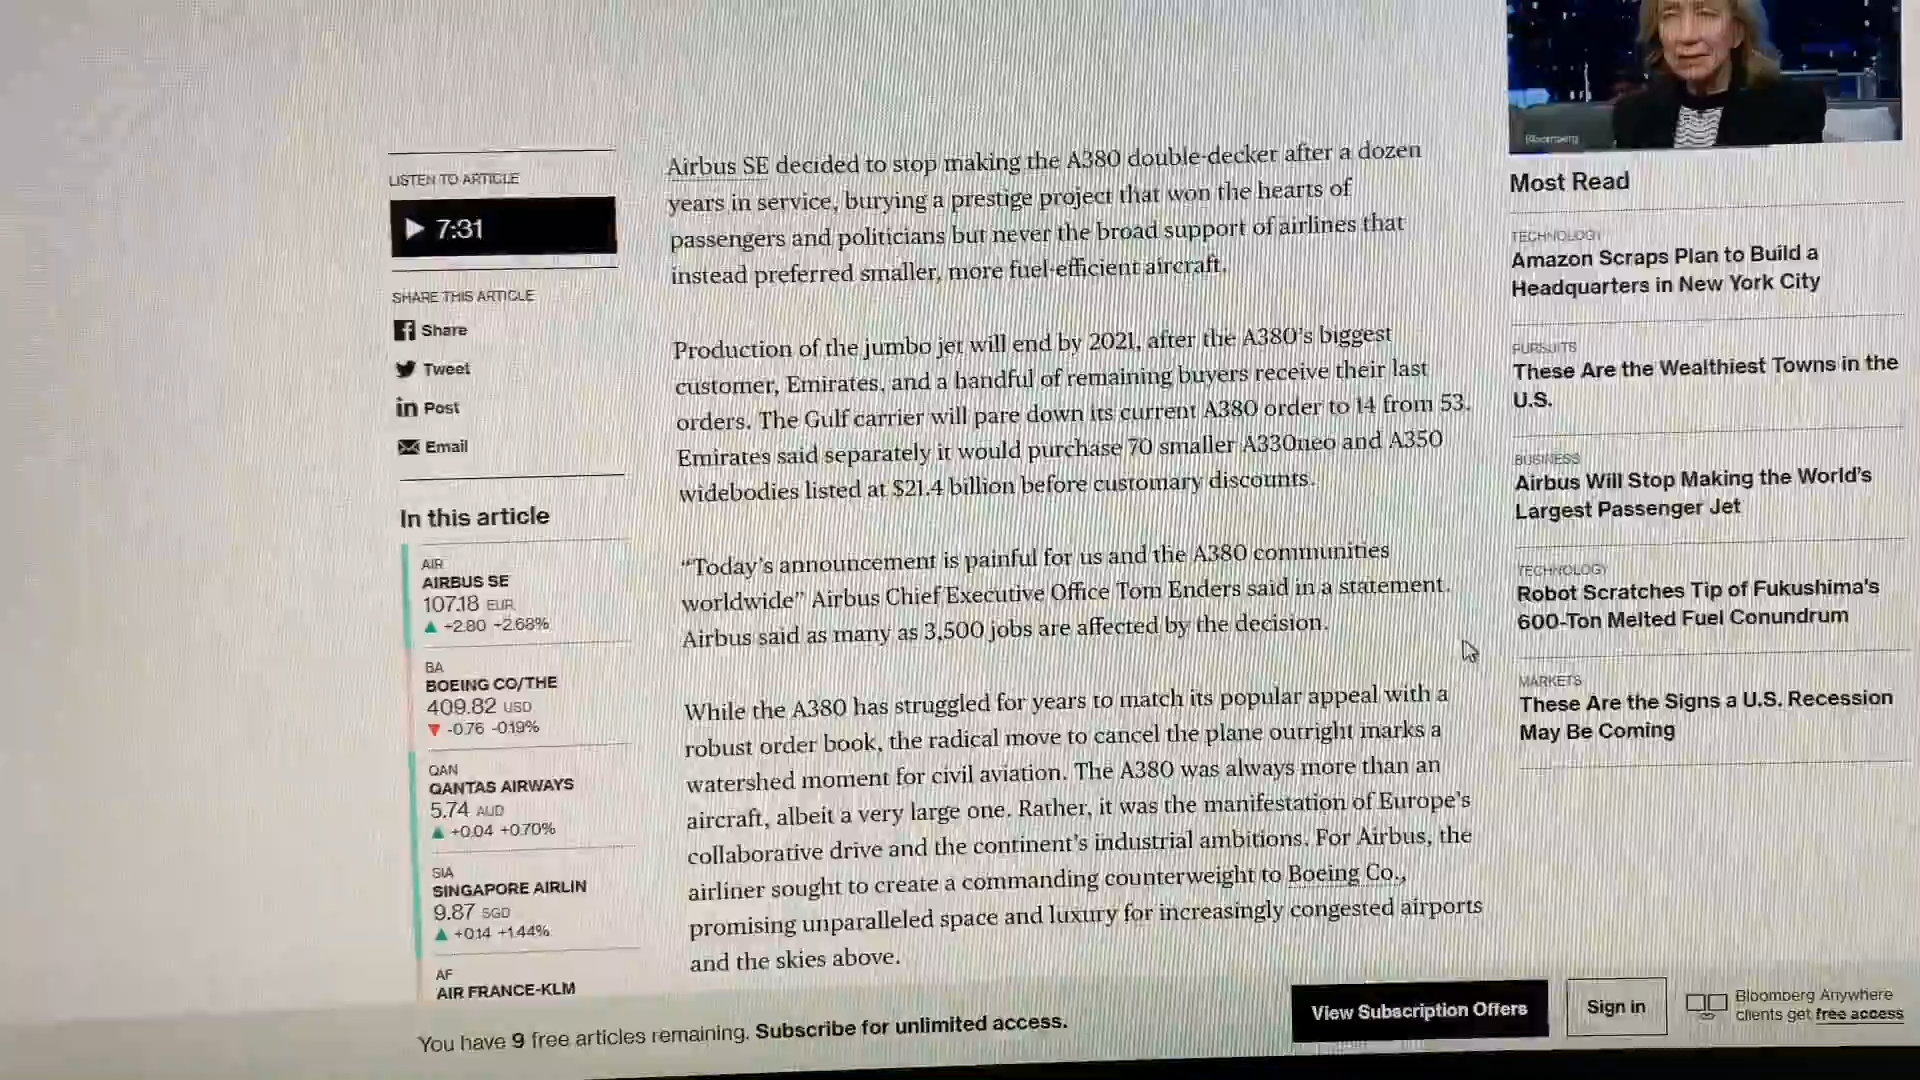 LISTEN TO ARTICLE
7:31
SHARE THIS ARTICLE
Share
Tweet
in Post
Email
In this article
AIR
AIRBUS SE
107.18 EUR
+2.80 +2.68%
BA
BOEING CO/THE
409.82 USD
-0.76 -0.19%
QAN
QANTAS AIRWAYS
5.74 AUD
+0.04 +0.70%
SIA
SINGAPORE AIRLIN
9.87 SGD
+0.14 +1.44%
AF
AIR FRANCE-KLM
Airbus SE decided to stop making the A380 double-decker after a dozen
years in service, burying a prestige project that won the hearts of
passengers and politicians but never the broad support of airlines that
instead preferred smaller, more fuel-efficient aircraft.
Production of the jumbo jet will end by 2021, after the A380's biggest
customer, Emirates, and a handful of remaining buyers receive their last
orders. The Gulf carrier will pare down its current A380 order to 14 from 53.
Emirates said separately it would purchase 70 smaller A330neo and A350
widebodies listed at $21.4 billion before customary discounts.
“Today's announcement is painful for us and the A380 communities
worldwide” Airbus Chief Executive Office Tom Enders said in a statement.
Airbus said as many as 3,500 jobs are affected by the decision.
While the A380 has struggled for years to match its popular appeal with a
robust order book, the radical move to cancel the plane outright marks a
watershed moment for civil aviation. The A380 was always more than an
aircraft, albeit a very large one. Rather, it was the manifestation of Europe's
collaborative drive and the continent's industrial ambitions. For Airbus, the
airliner sought to create a commanding counterweight to Boeing Co.,
promising unparalleled space and luxury for increasingly congested airports
and the skies above.
Bloomberg
Most Read
TECHNOLOGY
Amazon Scraps Plan to Build a
Headquarters in New York City
PURSUITS
These Are the Wealthiest Towns in the
U.S.
BUSINESS
Airbus Will Stop Making the World's
Largest Passenger Jet
TECHNOLOGY
Robot Scratches Tip of Fukushima's
600-Ton Melted Fuel Conundrum
MARKETS
These Are the Signs a U.S. Recession
May Be Coming
You have 9 free articles remaining. Subscribe for unlimited access.
View Subscription Offers
Sign in
Bloomberg Anywhere
clients get free access